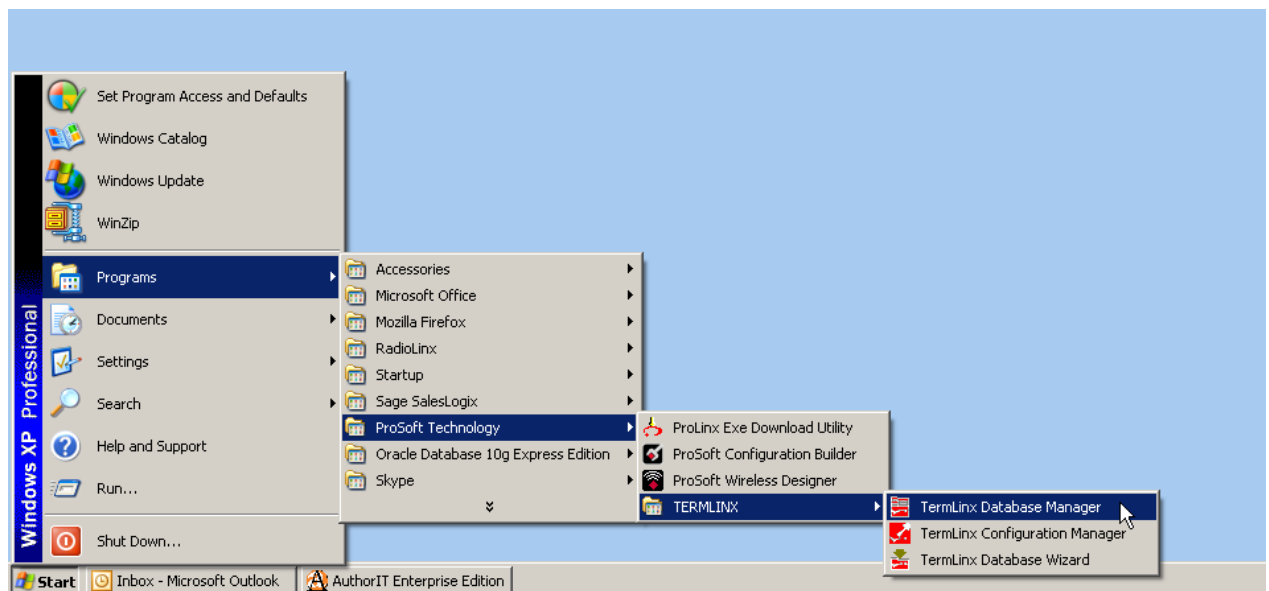 Set Program Access and Defaults
Windows Catalog
Windows Update
WinZip
Programs
Documents
Settings
Search
Help and Support
Run...
Shut Down...
Windows XP Professional
Accessories
Microsoft Office
Mozilla Firefox
RadioLinx
Startup
Sage SalesLogix
ProSoft Technology
Oracle Database 10g Express Edition
Skype
ProLinx Exe Download Utility
ProSoft Configuration Builder
ProSoft Wireless Designer
TERMLINX
TermLinx Database Manager
TermLinx Configuration Manager
TermLinx Database Wizard
Start
Inbox - Microsoft Outlook
AuthorIT Enterprise Edition